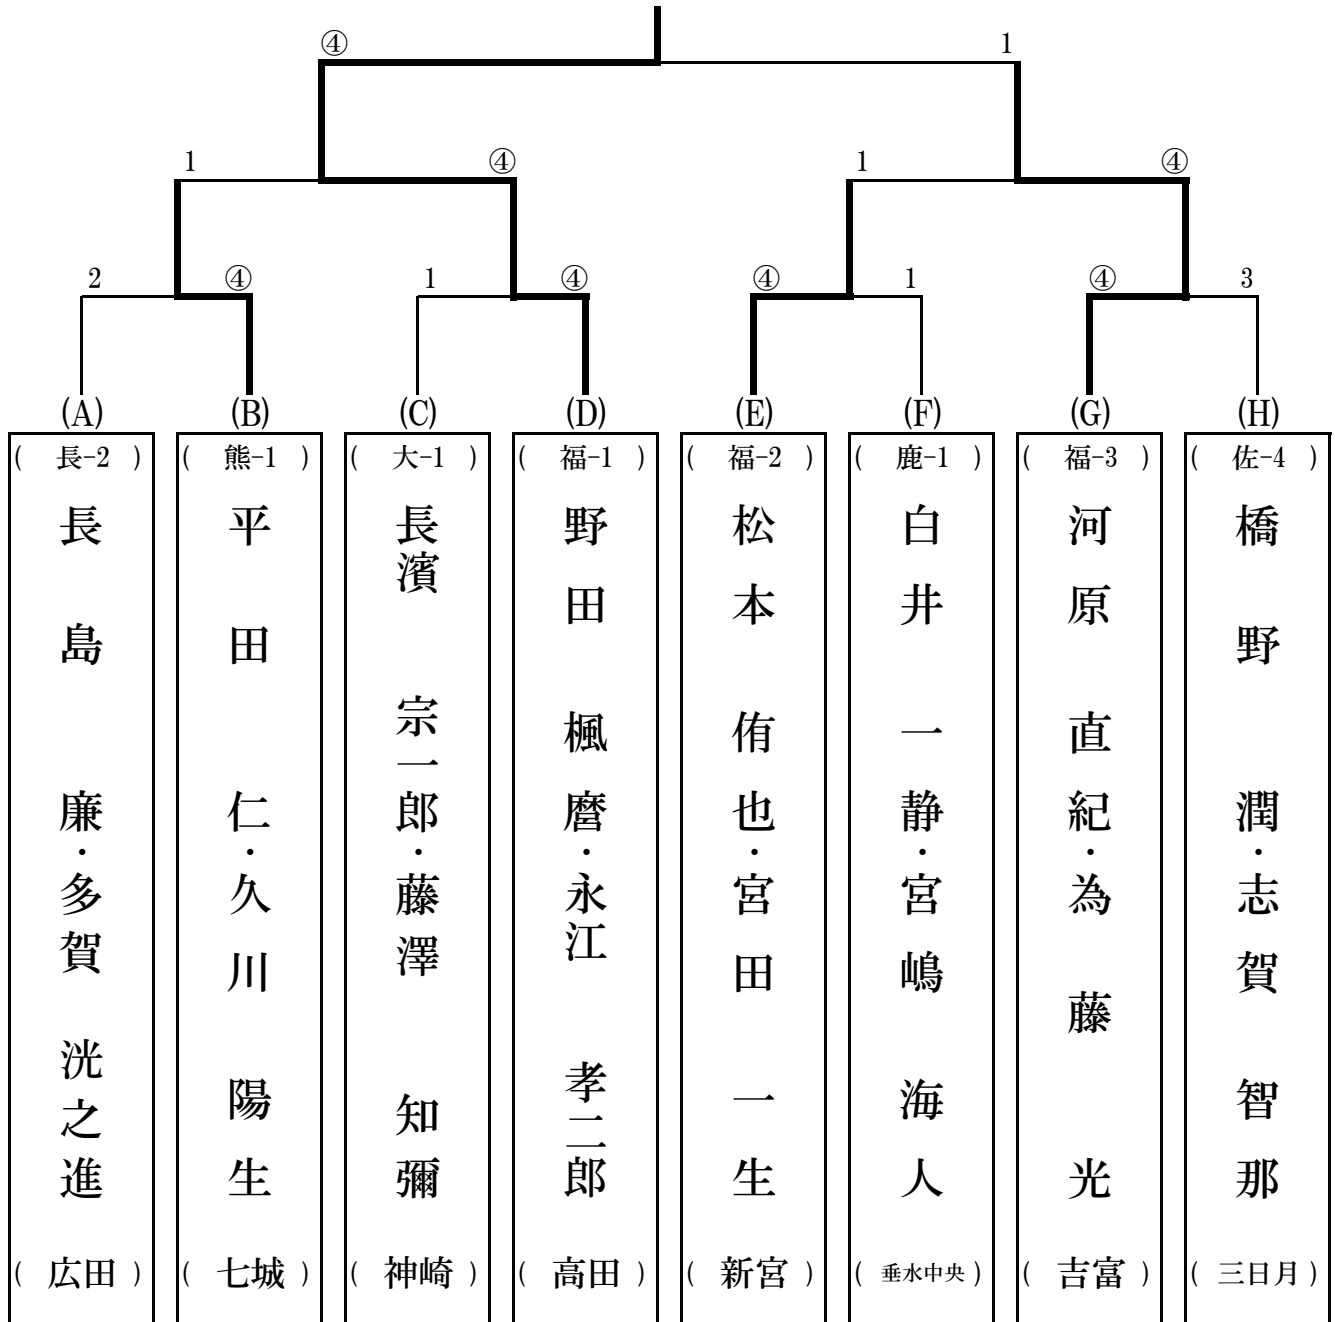 ④ 1
1 ④ 1 ④
2 ④ 1 ④ ④ 1 ④ 3
(A) (B) (C) (D) (E) (F) (G) (H)
( 長-2 ) ( 熊-1 ) ( 大-1 ) ( 福-1 ) ( 福-2 ) ( 鹿-1 ) ( 福-3 ) ( 佐-4 )
長島 廉・多賀 洸之進
平田 仁・久川 陽生
長濱 宗一郎・藤澤 知彌
野田 楓麿・永江 孝二郎
松本 侑也・宮田 一生
白井 一静・宮嶋 海人
河原 直紀・為藤 光
橋野 潤・志賀 智那
( 広田 ) ( 七城 ) ( 神崎 ) ( 高田 ) ( 新宮 ) ( 垂水中央 ) ( 吉富 ) ( 三日月 )